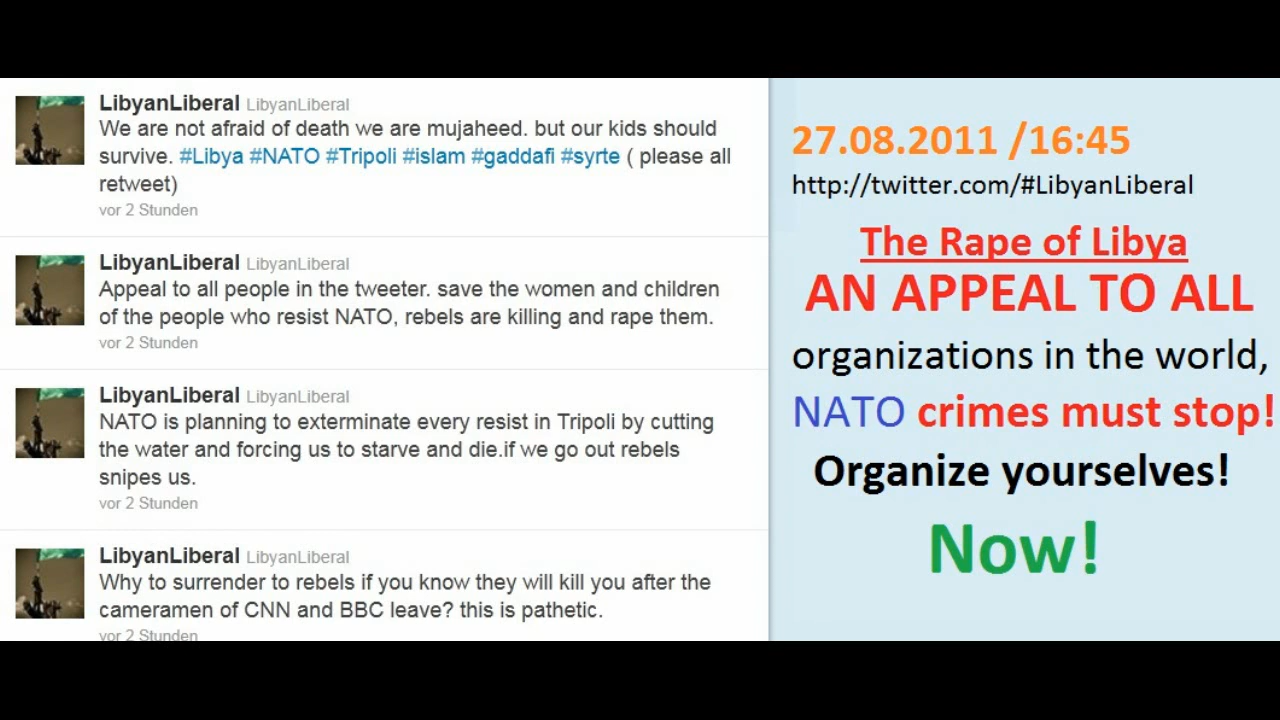 LibyanLiberal LibyanLiberal
We are not afraid of death we are mujaheed. but our kids should
survive. #Libya #NATO #Tripoli #islam #gaddafi #syrte ( please all
retweet)
vor 2 Stunden
LibyanLiberal LibyanLiberal
Appeal to all people in the tweeter. save the women and children
of the people who resist NATO, rebels are killing and rape them.
vor 2 Stunden
LibyanLiberal LibyanLiberal
NATO is planning to exterminate every resist in Tripoli by cutting
the water and forcing us to starve and die.if we go out rebels
snipes us.
vor 2 Stunden
LibyanLiberal LibyanLiberal
Why to surrender to rebels if you know they will kill you after the
cameramen of CNN and BBC leave? this is pathetic.
vor 2 Stunden
27.08.2011 /16:45
http://twitter.com/#LibyanLiberal
The Rape of Libya
AN APPEAL TO ALL
organizations in the world,
NATO crimes must stop!
Organize yourselves!
Now!